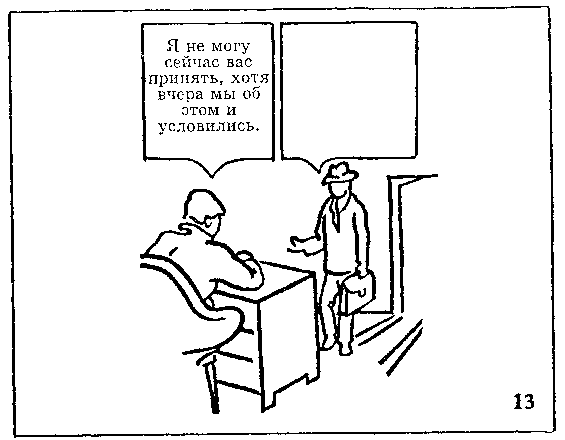 Я не могу
сейчас вас
принять, хотя
вчера мы об
этом и
условились.
13